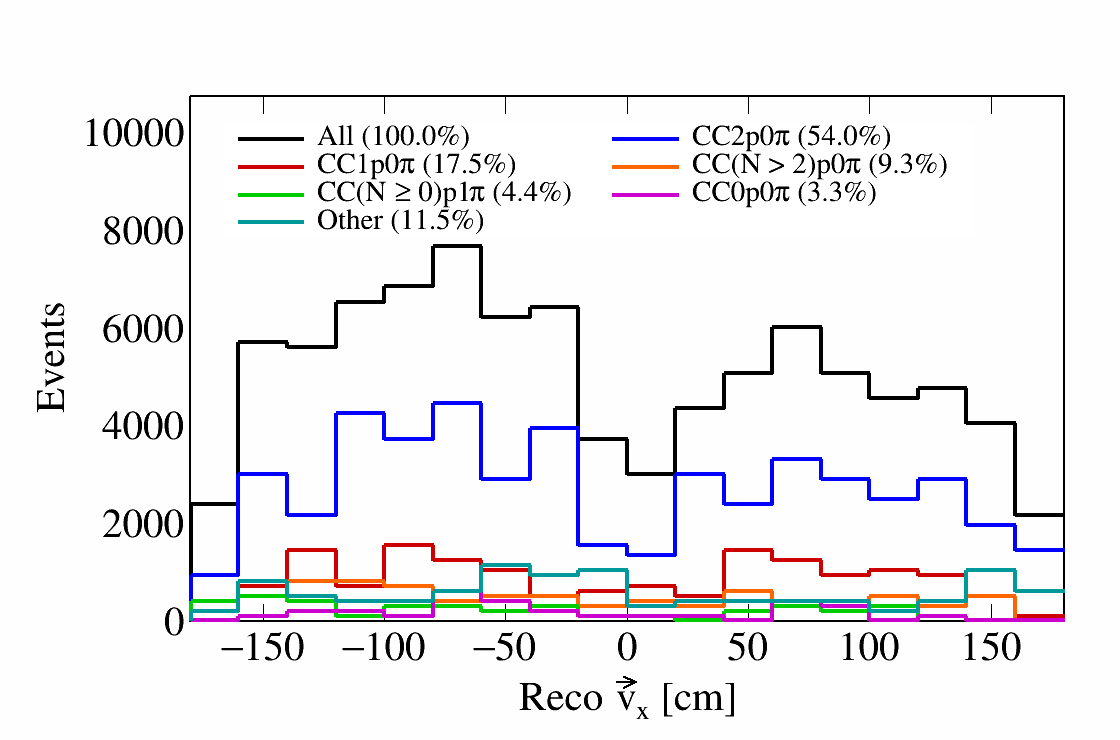 All (100.0%)
CC2p0π (54.0%)
CC1p0π (17.5%)
CC(N > 2)p0π (9.3%)
CC(N ≥ 0)p1π (4.4%)
CC0p0π (3.3%)
Other (11.5%)
10000
8000
6000
4000
2000
0
Events
−150 −100 −50 0 50 100 150
Reco v⃗x [cm]